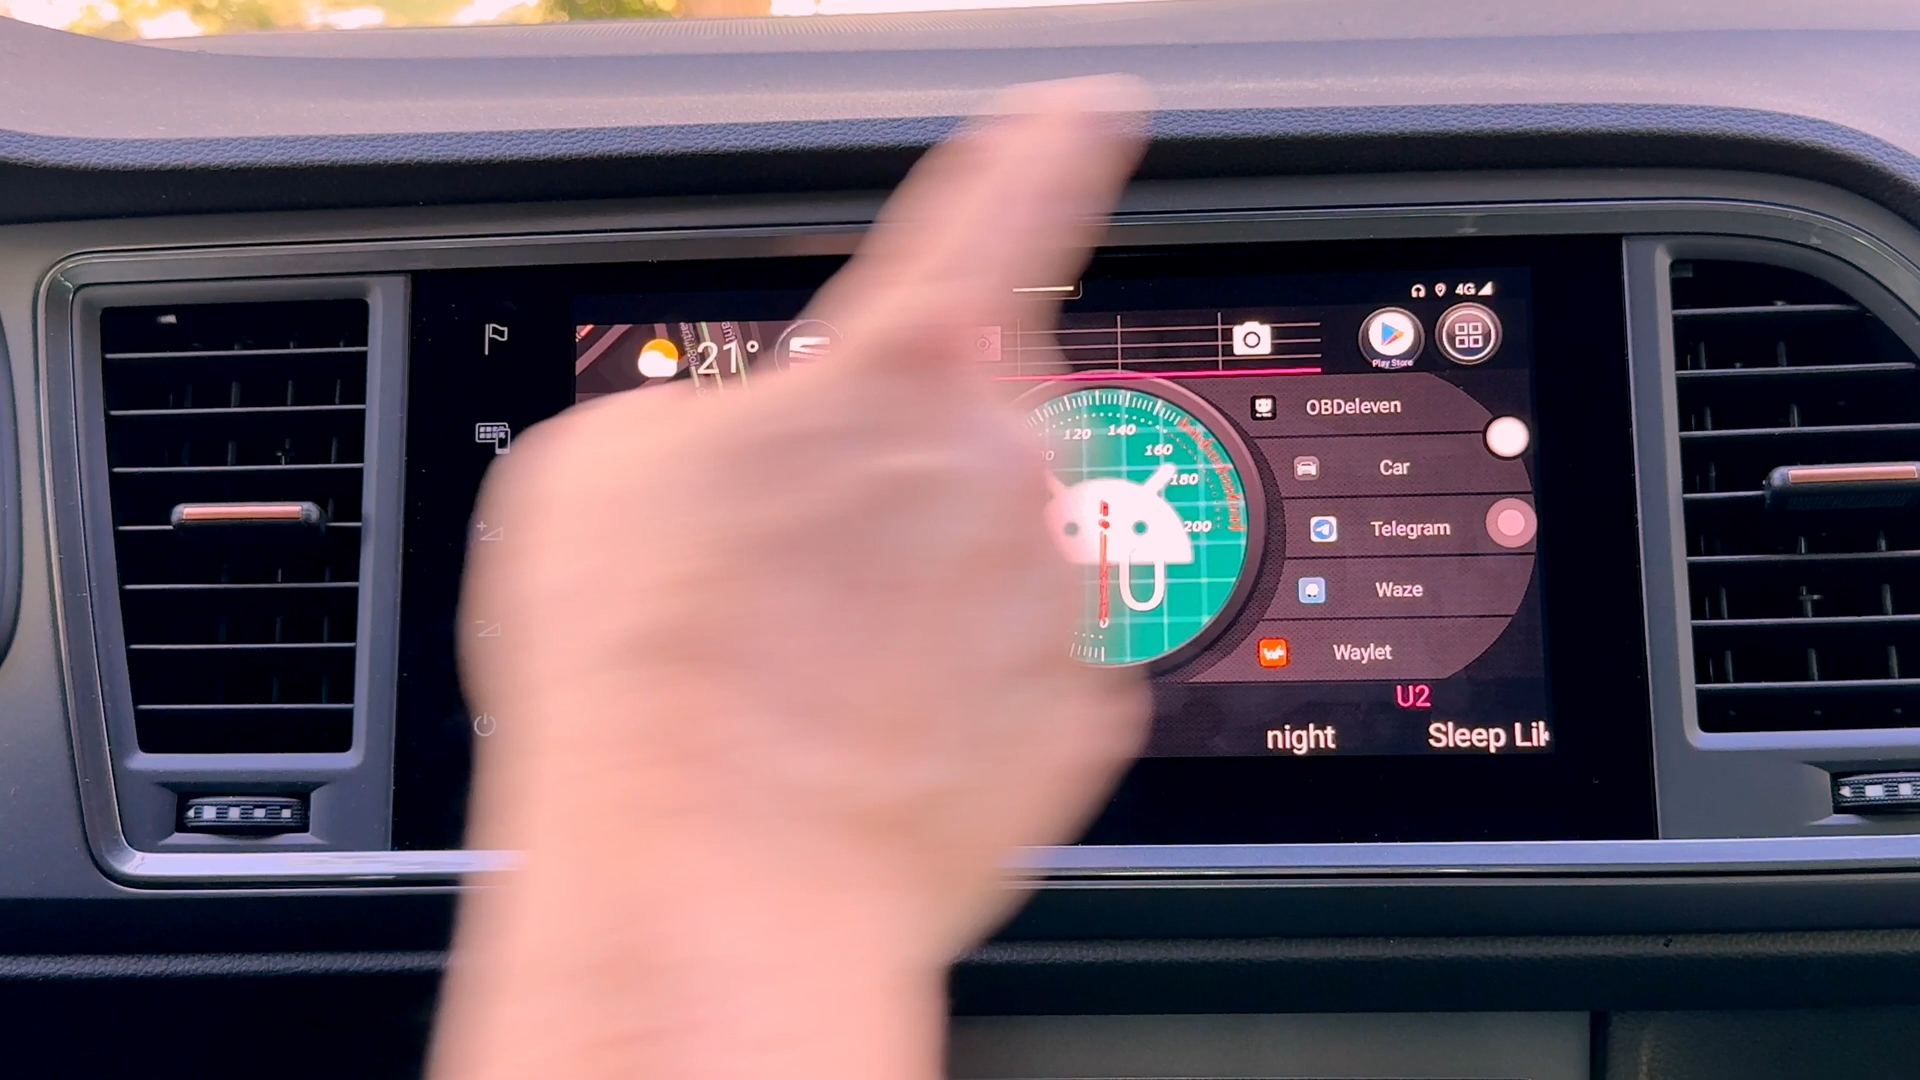 4G
21°
Play Store
OBDeleven
120 140
160
180
200
Car
Telegram
Waze
Waylet
U2
night Sleep Lik